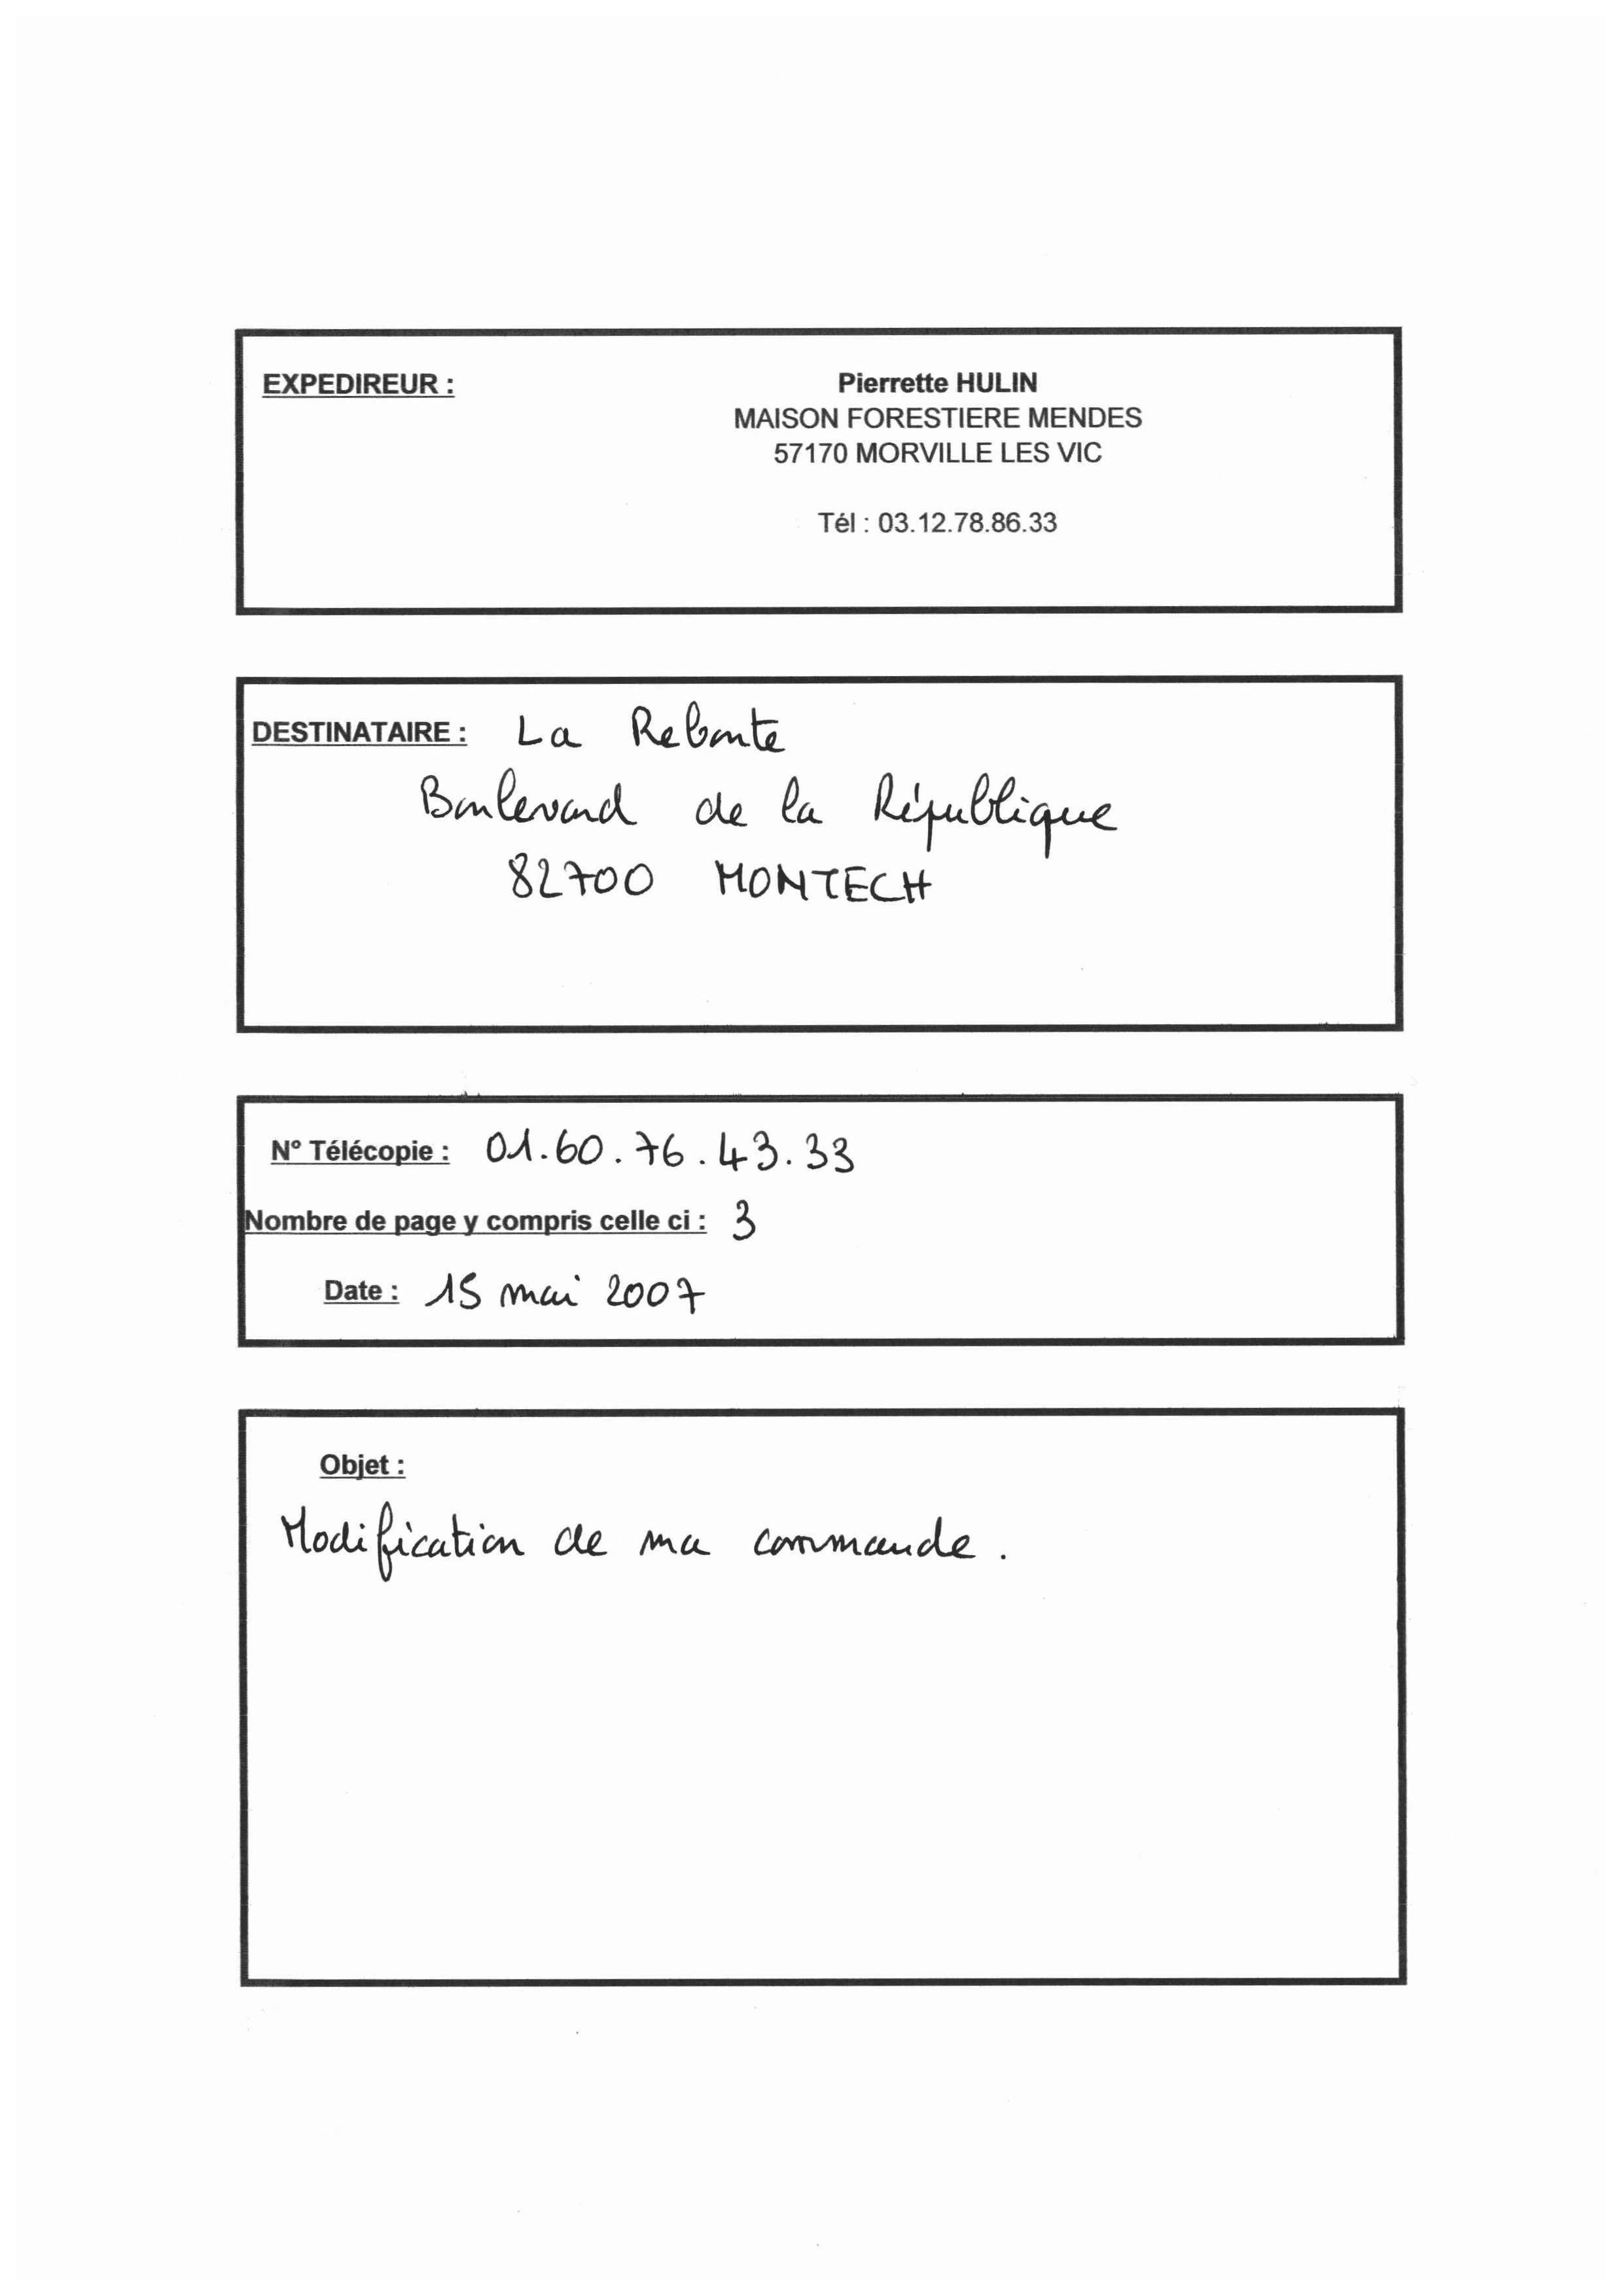 EXPEDIREUR :
Pierrette HULIN
MAISON FORESTIERE MENDES
57170 MORVILLE LES VIC
Tél : 03.12.78.86.33
DESTINATAIRE : La Redoute
Boulevard de la République
82700 MONTECH
N° Télécopie : 01.60.76.43.33
Nombre de page y compris celle ci : 3
Date : 15 mai 2007
Objet :
Modification de ma commande.